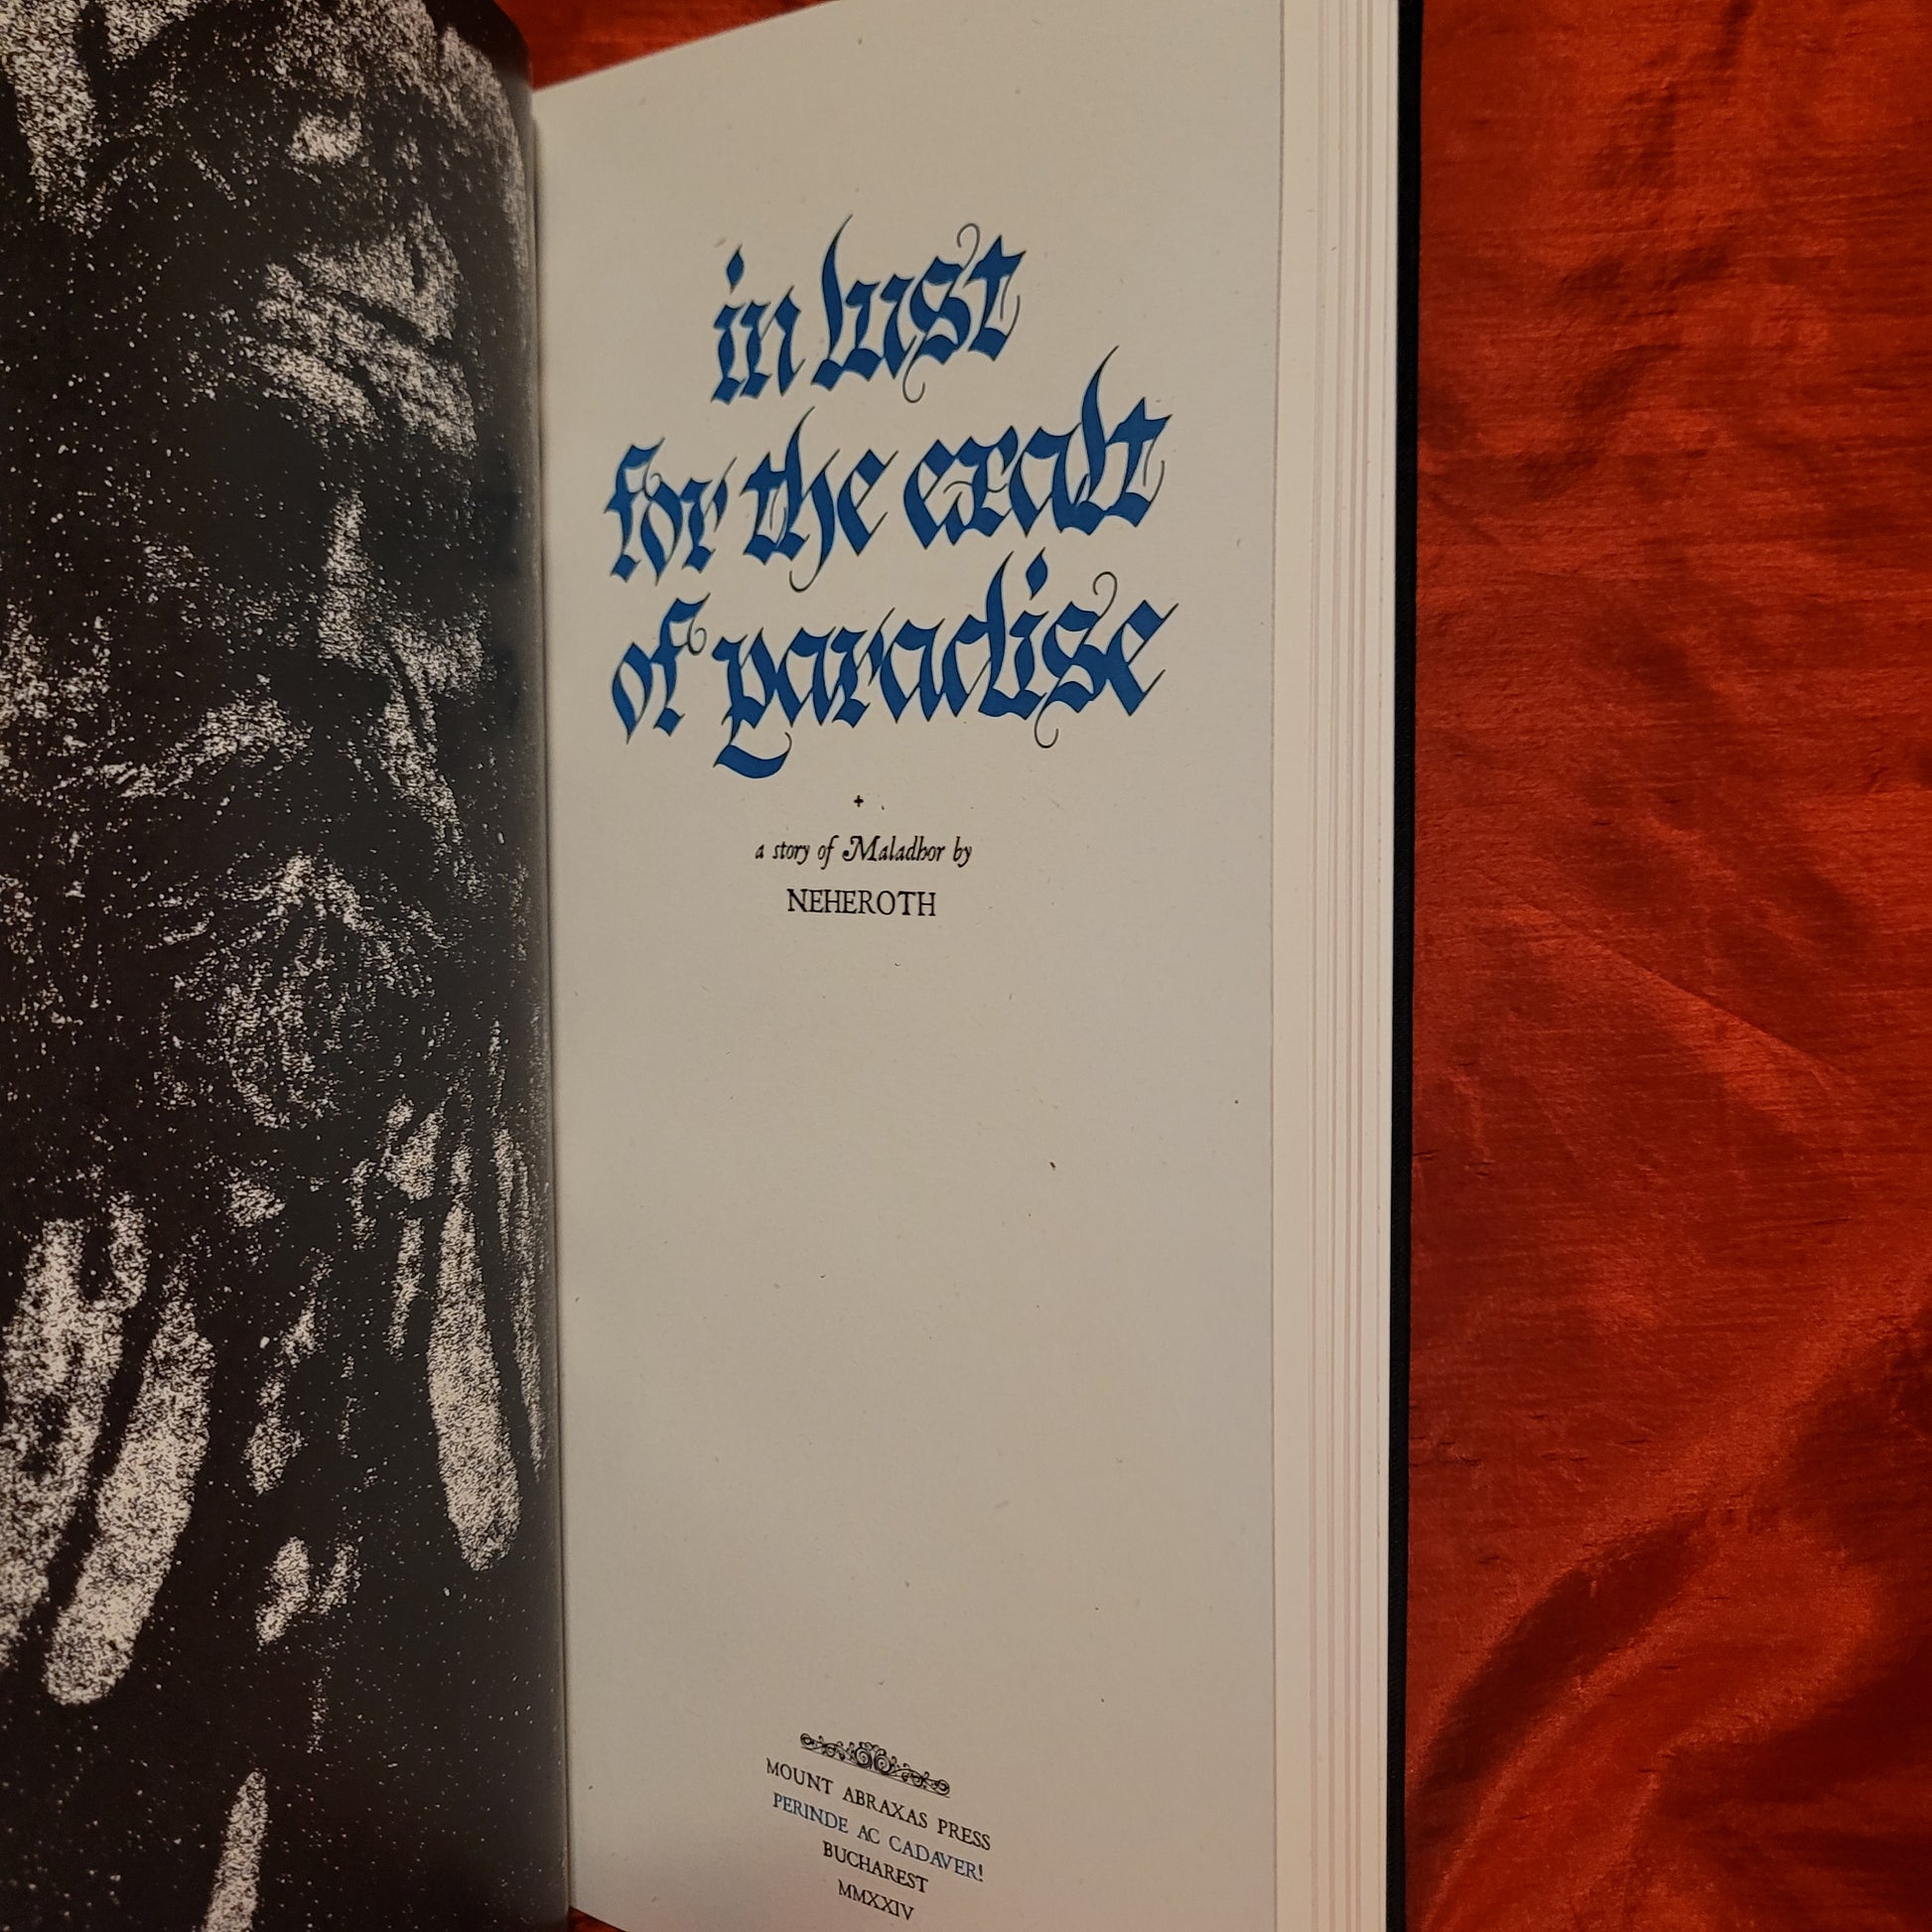 in lust
for the exalt
of paradise
+
a story of Maladhor by
NEHEROTH
MOUNT ABRAXAS PRESS
PERINDE AC CADAVER!
BUCHAREST
MMXXIV